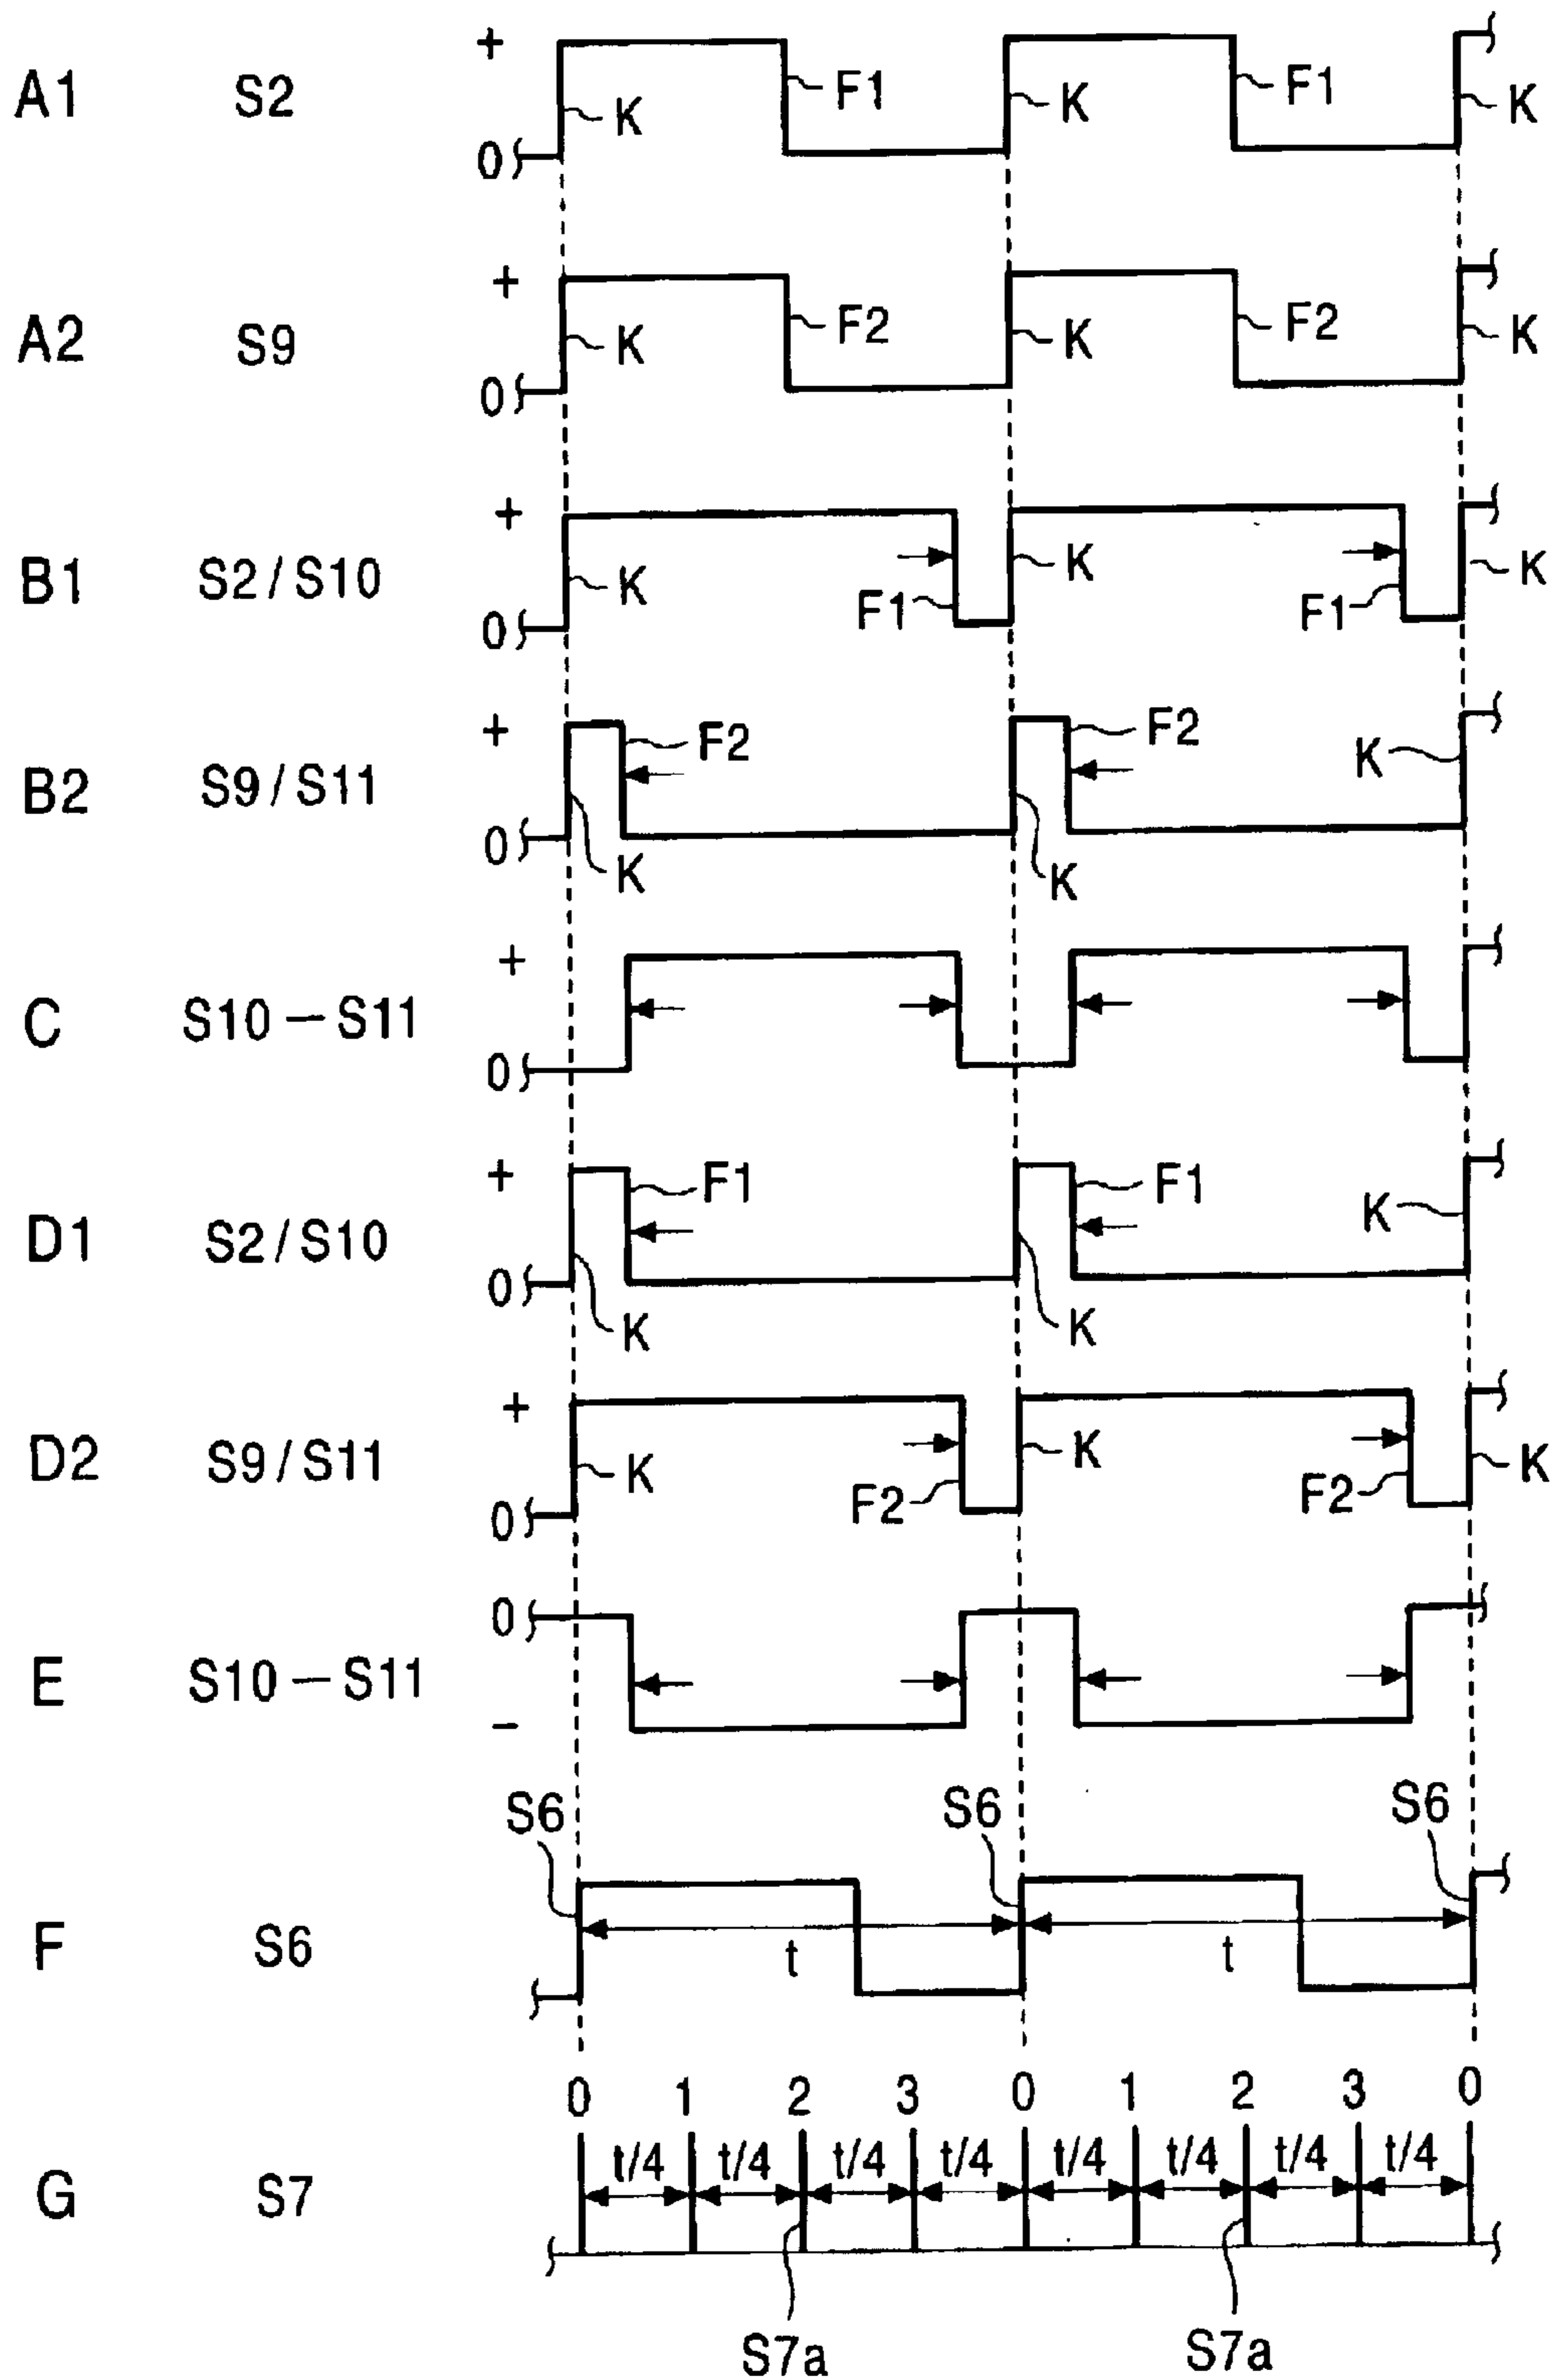 A1 S2 + 0 K F1 K F1 K
A2 S9 + 0 K F2 K F2 K
B1 S2/S10 + 0 K F1 K F1 K
B2 S9/S11 + 0 K F2 K F2 K
C S10–S11 + 0
D1 S2/S10 + 0 K F1 K F1 K
D2 S9/S11 + 0 K F2 K F2 K
E S10–S11 0 –
S6 S6 S6
F S6 t t
0 1 2 3 0 1 2 3 0
G S7 t/4 t/4 t/4 t/4 t/4 t/4 t/4 t/4
S7a S7a